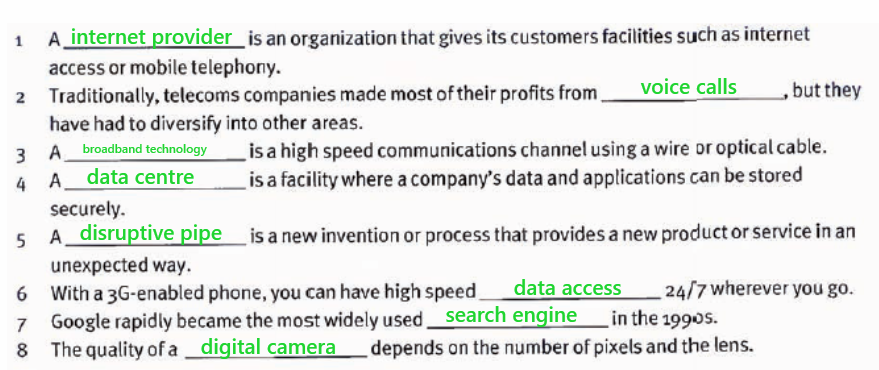 1 A internet provider is an organization that gives its customers facilities such as internet
access or mobile telephony.
2 Traditionally, telecoms companies made most of their profits from voice calls, but they
have had to diversify into other areas.
3 A broadband technology is a high speed communications channel using a wire or optical cable.
4 A data centre is a facility where a company's data and applications can be stored
securely.
5 A disruptive pipe is a new invention or process that provides a new product or service in an
unexpected way.
6 With a 3G-enabled phone, you can have high speed data access 24/7 wherever you go.
7 Google rapidly became the most widely used search engine in the 1990s.
8 The quality of a digital camera depends on the number of pixels and the lens.